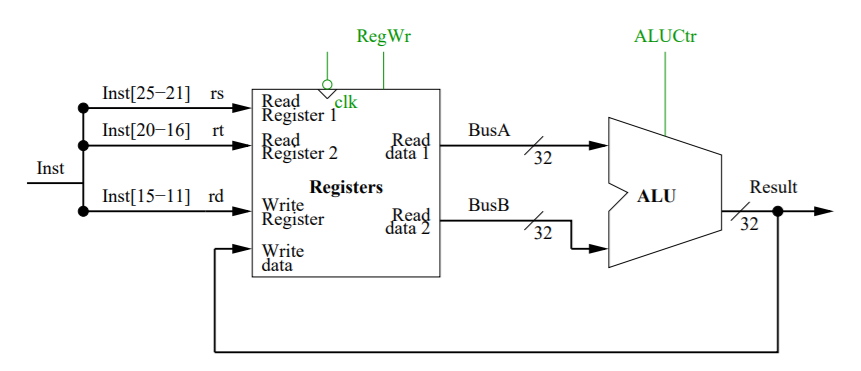 RegWr
ALUCtr
Inst[25−21] rs
Read
Register 1
clk
Inst[20−16] rt
Read
Register 2
Read
data 1
BusA
32
Inst
Registers
ALU
Result
32
Inst[15−11] rd
Write
Register
Read
data 2
BusB
32
Write
data